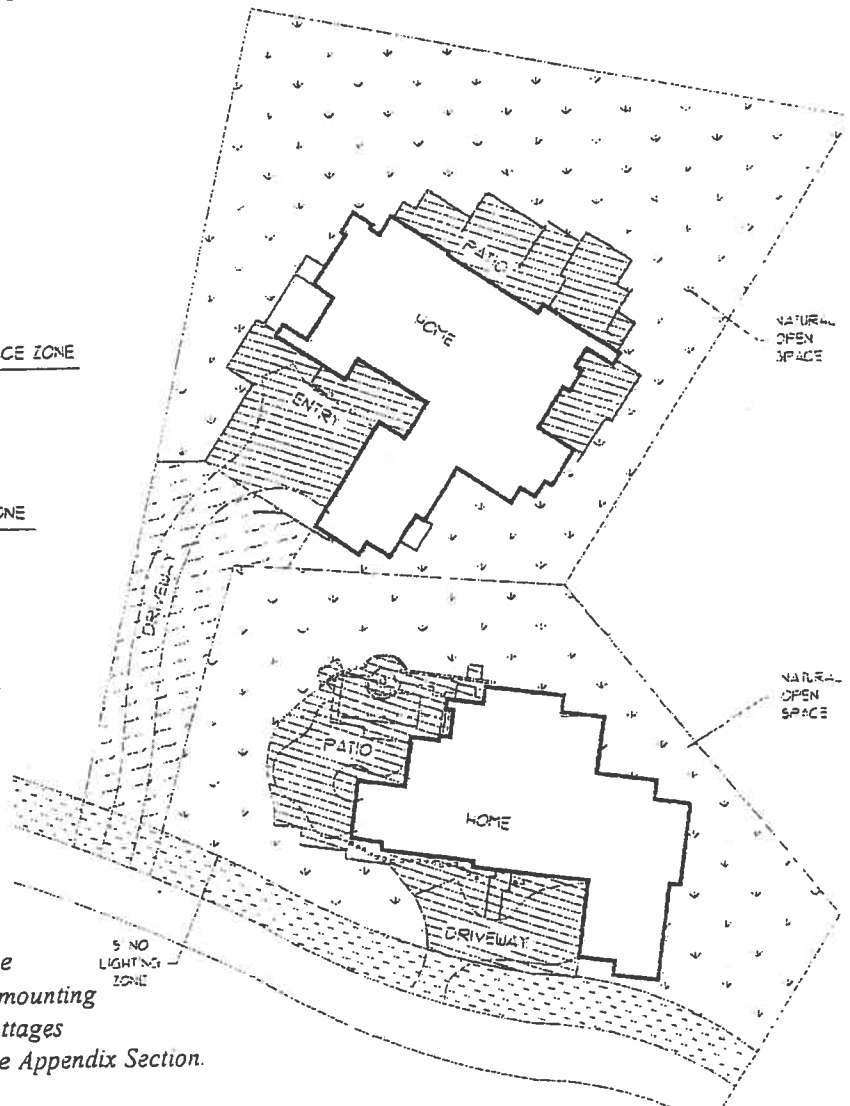 PATIO
HOME
NATURAL
OPEN
SPACE
CE ZONE
ENTRY
ONE
DRIVEWAY
NATURAL
OPEN
SPACE
PATIO
HOME
DRIVEWAY
5' NO
LIGHTING
ZONE
e
mounting
ttages
e Appendix Section.